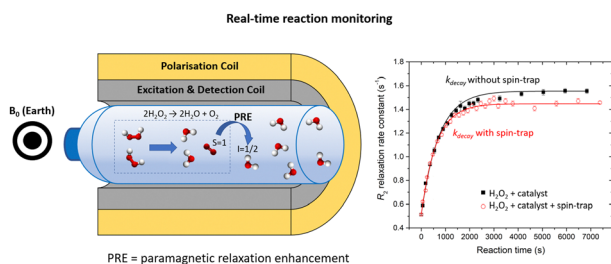 Real-time reaction monitoring
Polarisation Coil
Excitation & Detection Coil
B₀ (Earth)
2H₂O₂ → 2H₂O + O₂
PRE
S=1
I=1/2
PRE = paramagnetic relaxation enhancement
R₂ relaxation rate constant (s⁻¹)
1.8
1.6
1.4
1.2
1.0
0.8
0.6
0.4
k_decay without spin-trap
k_decay with spin-trap
H₂O₂ + catalyst
H₂O₂ + catalyst + spin-trap
0 1000 2000 3000 4000 5000 6000 7000
Reaction time (s)